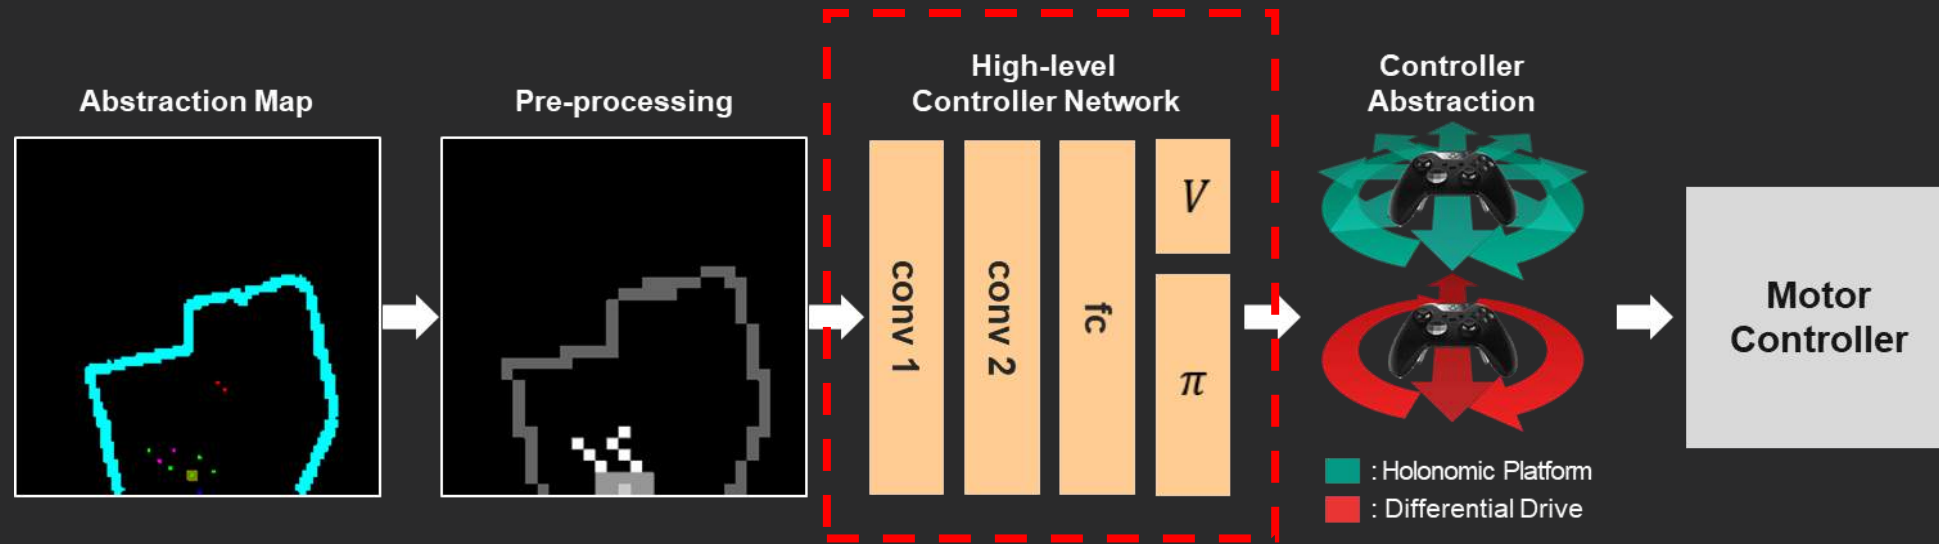 Abstraction Map
Pre-processing
High-level
Controller Network
conv 1
conv 2
fc
V
π
Controller
Abstraction
: Holonomic Platform
: Differential Drive
Motor
Controller